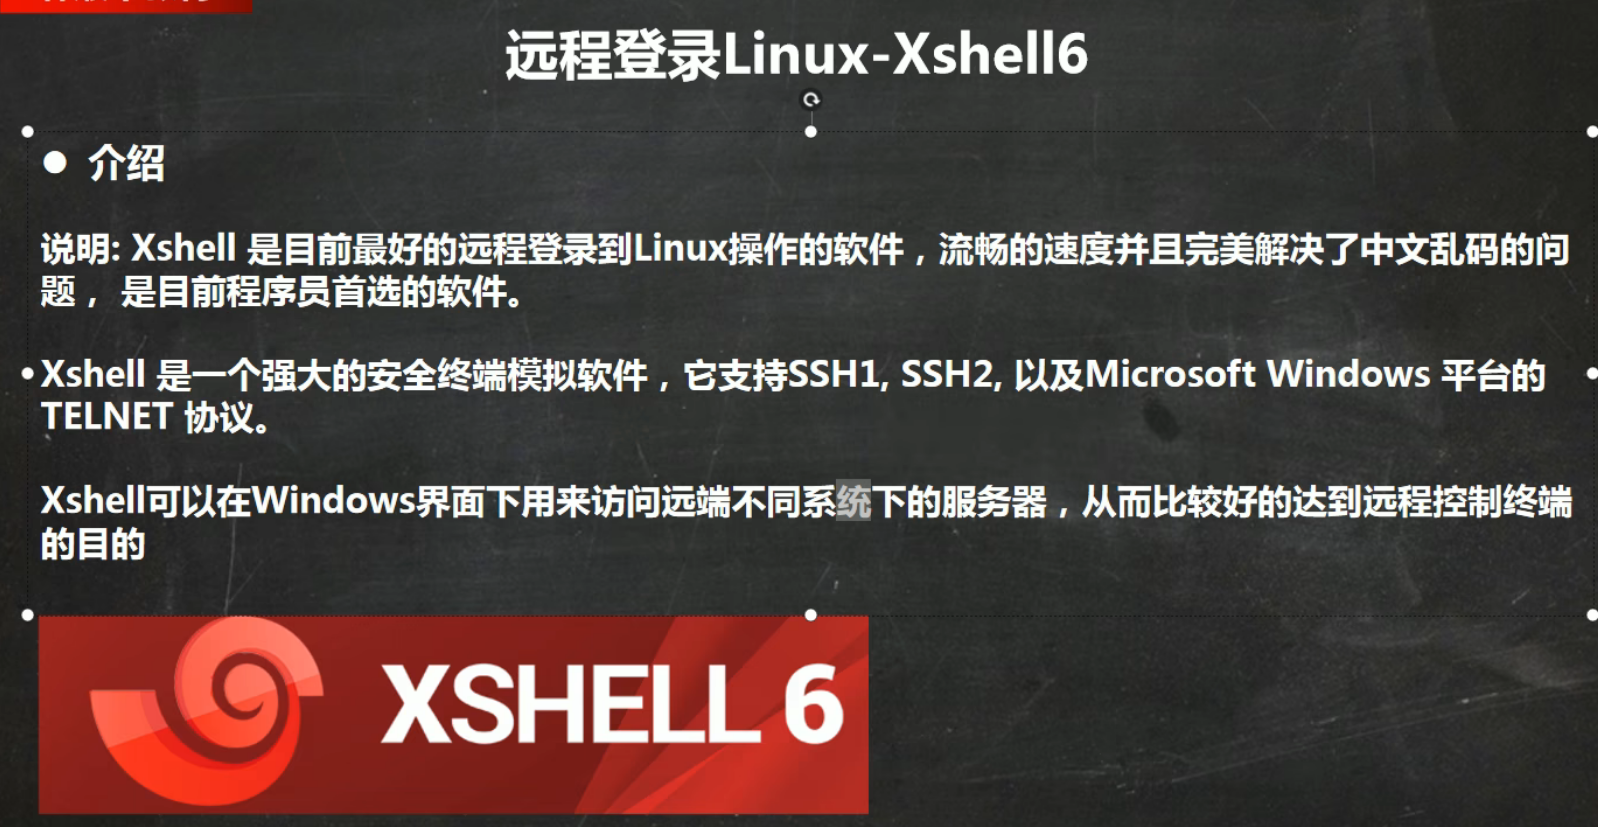 远程登录Linux-Xshell6
● 介绍
说明: Xshell 是目前最好的远程登录到Linux操作的软件，流畅的速度并且完美解决了中文乱码的问
题， 是目前程序员首选的软件。
Xshell 是一个强大的安全终端模拟软件，它支持SSH1, SSH2, 以及Microsoft Windows 平台的
TELNET 协议。
Xshell可以在Windows界面下用来访问远端不同系统下的服务器，从而比较好的达到远程控制终端
的目的
XSHELL 6